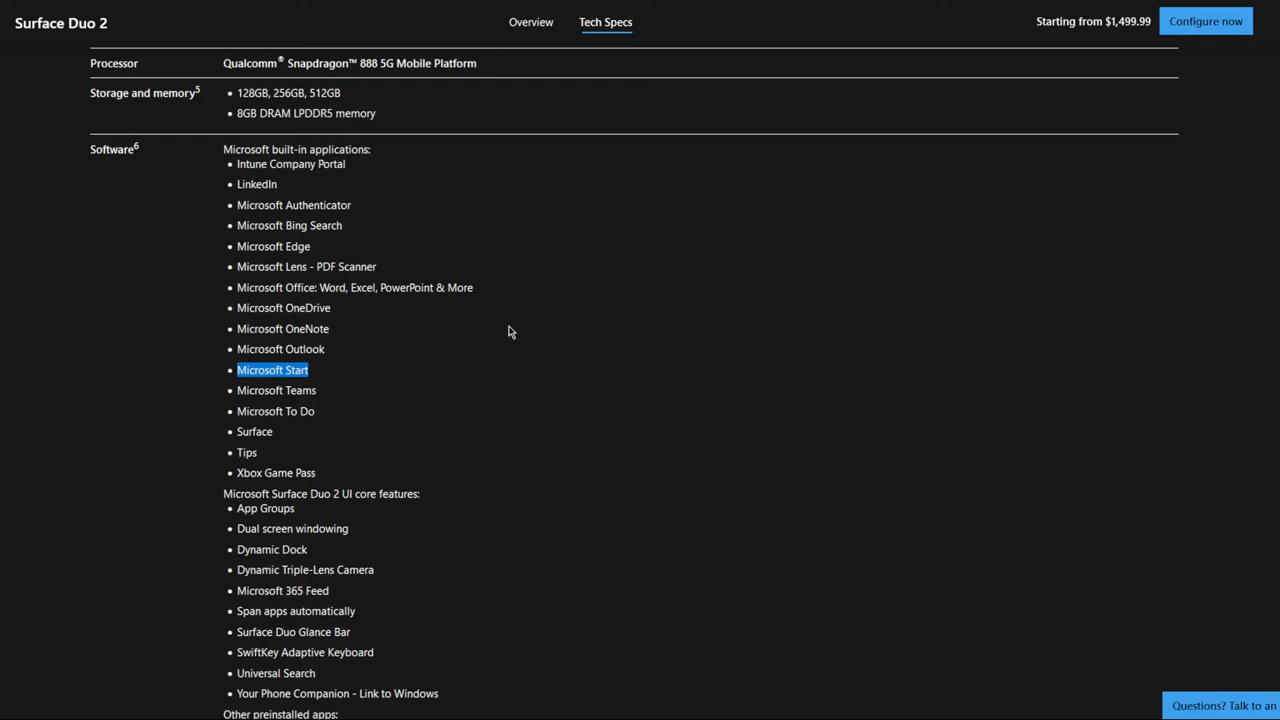 Surface Duo 2
Overview
Tech Specs
Starting from $1,499.99
Configure now
Processor
Qualcomm® Snapdragon™ 888 5G Mobile Platform
Storage and memory5
• 128GB, 256GB, 512GB
• 8GB DRAM LPDDR5 memory
Software6
Microsoft built-in applications:
• Intune Company Portal
• LinkedIn
• Microsoft Authenticator
• Microsoft Bing Search
• Microsoft Edge
• Microsoft Lens - PDF Scanner
• Microsoft Office: Word, Excel, PowerPoint & More
• Microsoft OneDrive
• Microsoft OneNote
• Microsoft Outlook
• Microsoft Start
• Microsoft Teams
• Microsoft To Do
• Surface
• Tips
• Xbox Game Pass
Microsoft Surface Duo 2 UI core features:
• App Groups
• Dual screen windowing
• Dynamic Dock
• Dynamic Triple-Lens Camera
• Microsoft 365 Feed
• Span apps automatically
• Surface Duo Glance Bar
• SwiftKey Adaptive Keyboard
• Universal Search
• Your Phone Companion - Link to Windows
Other preinstalled apps:
Questions? Talk to an